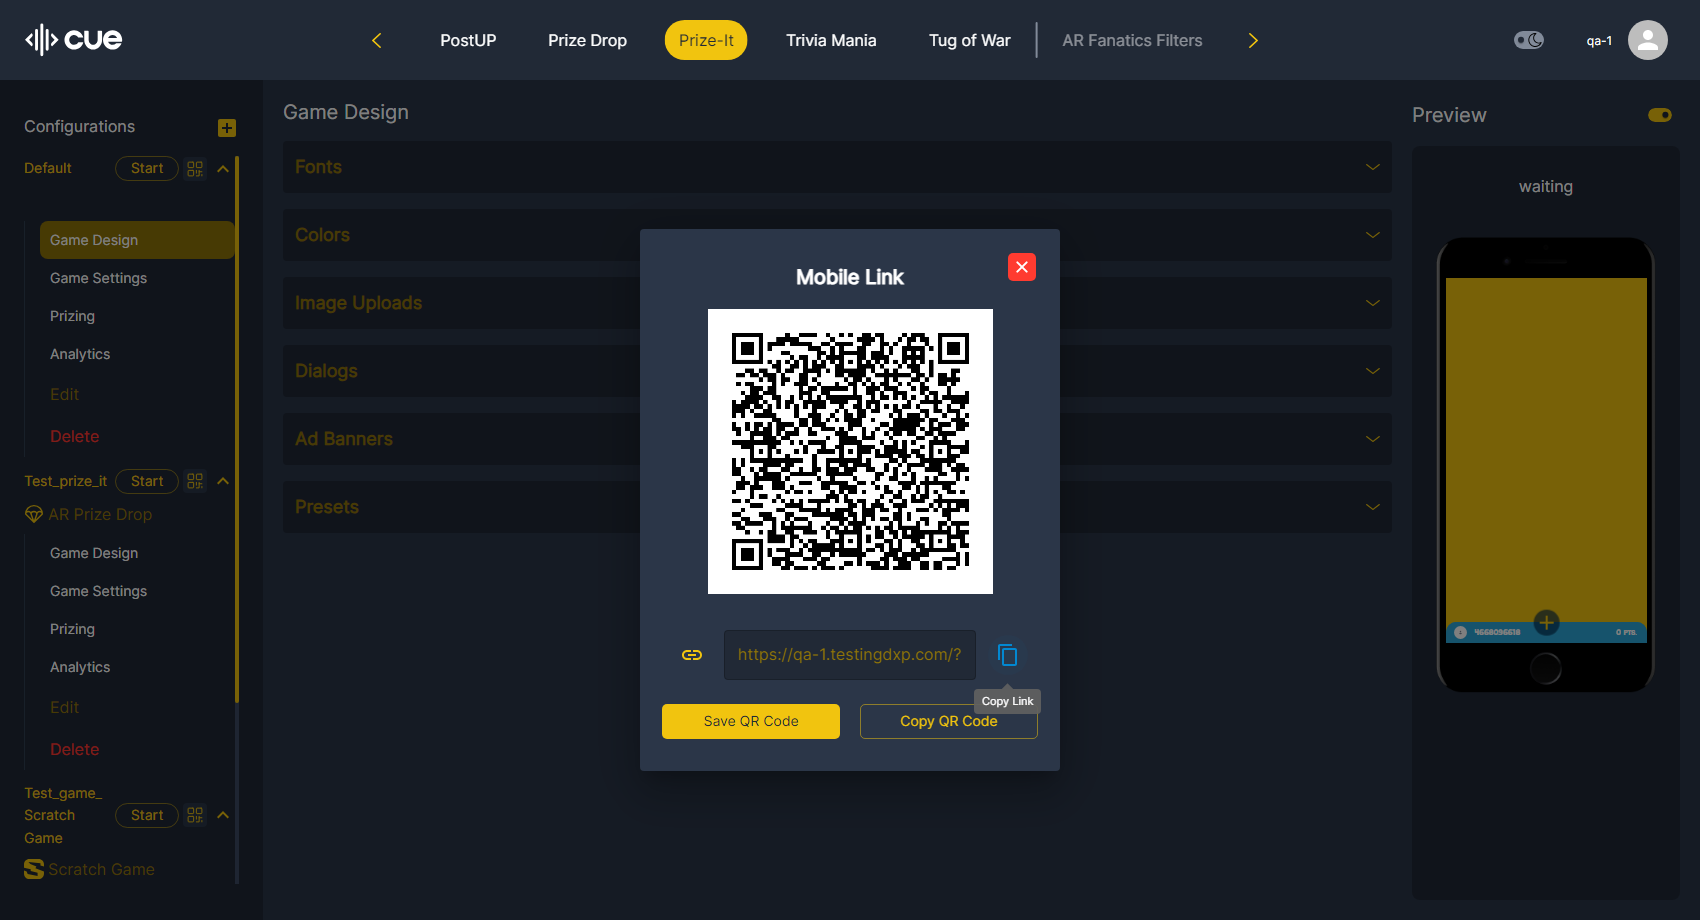 cue
PostUP
Prize Drop
Prize-It
Trivia Mania
Tug of War
AR Fanatics Filters
qa-1
Configurations
Default
Start
Game Design
Game Settings
Prizing
Analytics
Edit
Delete
Test_prize_it
Start
AR Prize Drop
Game Design
Game Settings
Prizing
Analytics
Edit
Delete
Test_game_
Scratch
Game
Start
Scratch Game
Game Design
Fonts
Colors
Image Uploads
Dialogs
Ad Banners
Presets
Mobile Link
https://qa-1.testingdxp.com/?
Copy Link
Save QR Code
Copy QR Code
Preview
waiting
4668096618
0 PTS.